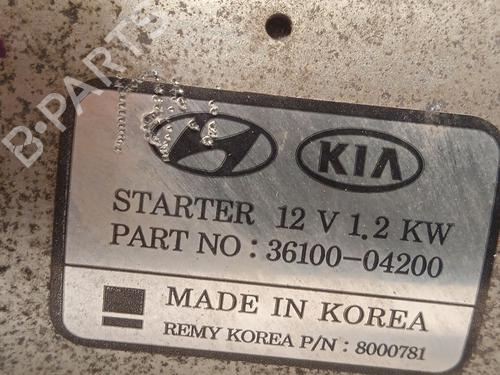 B-PARTS
KIA
STARTER 12 V 1.2 KW
PART NO : 36100-04200
MADE IN KOREA
REMY KOREA P/N : 8000781